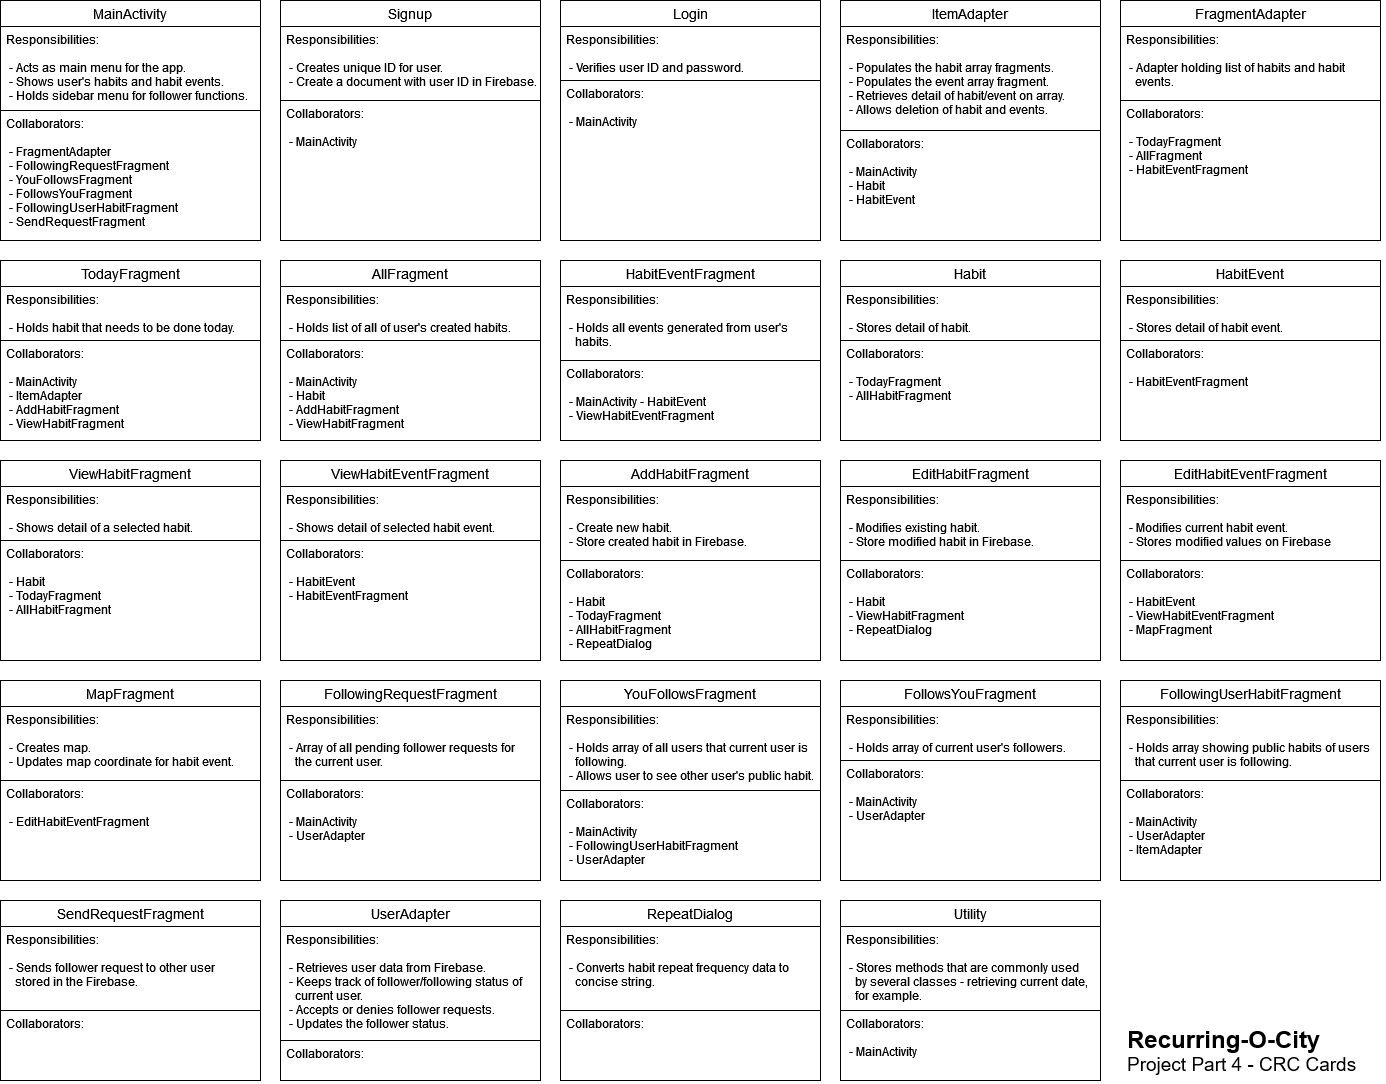 MainActivity
Responsibilities:
- Acts as main menu for the app.
- Shows user's habits and habit events.
- Holds sidebar menu for follower functions.
Collaborators:
- FragmentAdapter
- FollowingRequestFragment
- YouFollowsFragment
- FollowsYouFragment
- FollowingUserHabitFragment
- SendRequestFragment
Signup
Responsibilities:
- Creates unique ID for user.
- Create a document with user ID in Firebase.
Collaborators:
- MainActivity
Login
Responsibilities:
- Verifies user ID and password.
Collaborators:
- MainActivity
ItemAdapter
Responsibilities:
- Populates the habit array fragments.
- Populates the event array fragment.
- Retrieves detail of habit/event on array.
- Allows deletion of habit and events.
Collaborators:
- MainActivity
- Habit
- HabitEvent
FragmentAdapter
Responsibilities:
- Adapter holding list of habits and habit
events.
Collaborators:
- TodayFragment
- AllFragment
- HabitEventFragment
TodayFragment
Responsibilities:
- Holds habit that needs to be done today.
Collaborators:
- MainActivity
- ItemAdapter
- AddHabitFragment
- ViewHabitFragment
AllFragment
Responsibilities:
- Holds list of all of user's created habits.
Collaborators:
- MainActivity
- Habit
- AddHabitFragment
- ViewHabitFragment
HabitEventFragment
Responsibilities:
- Holds all events generated from user's
habits.
Collaborators:
- MainActivity - HabitEvent
- ViewHabitEventFragment
Habit
Responsibilities:
- Stores detail of habit.
Collaborators:
- TodayFragment
- AllHabitFragment
HabitEvent
Responsibilities:
- Stores detail of habit event.
Collaborators:
- HabitEventFragment
ViewHabitFragment
Responsibilities:
- Shows detail of a selected habit.
Collaborators:
- Habit
- TodayFragment
- AllHabitFragment
ViewHabitEventFragment
Responsibilities:
- Shows detail of selected habit event.
Collaborators:
- HabitEvent
- HabitEventFragment
AddHabitFragment
Responsibilities:
- Create new habit.
- Store created habit in Firebase.
Collaborators:
- Habit
- TodayFragment
- AllHabitFragment
- RepeatDialog
EditHabitFragment
Responsibilities:
- Modifies existing habit.
- Store modified habit in Firebase.
Collaborators:
- Habit
- ViewHabitFragment
- RepeatDialog
EditHabitEventFragment
Responsibilities:
- Modifies current habit event.
- Stores modified values on Firebase
Collaborators:
- HabitEvent
- ViewHabitEventFragment
- MapFragment
MapFragment
Responsibilities:
- Creates map.
- Updates map coordinate for habit event.
Collaborators:
- EditHabitEventFragment
FollowingRequestFragment
Responsibilities:
- Array of all pending follower requests for
the current user.
Collaborators:
- MainActivity
- UserAdapter
YouFollowsFragment
Responsibilities:
- Holds array of all users that current user is
following.
- Allows user to see other user's public habit.
Collaborators:
- MainActivity
- FollowingUserHabitFragment
- UserAdapter
FollowsYouFragment
Responsibilities:
- Holds array of current user's followers.
Collaborators:
- MainActivity
- UserAdapter
FollowingUserHabitFragment
Responsibilities:
- Holds array showing public habits of users
that current user is following.
Collaborators:
- MainActivity
- UserAdapter
- ItemAdapter
SendRequestFragment
Responsibilities:
- Sends follower request to other user
stored in the Firebase.
Collaborators:
UserAdapter
Responsibilities:
- Retrieves user data from Firebase.
- Keeps track of follower/following status of
current user.
- Accepts or denies follower requests.
- Updates the follower status.
Collaborators:
RepeatDialog
Responsibilities:
- Converts habit repeat frequency data to
concise string.
Collaborators:
Utility
Responsibilities:
- Stores methods that are commonly used
by several classes - retrieving current date,
for example.
Collaborators:
- MainActivity
Recurring-O-City
Project Part 4 - CRC Cards